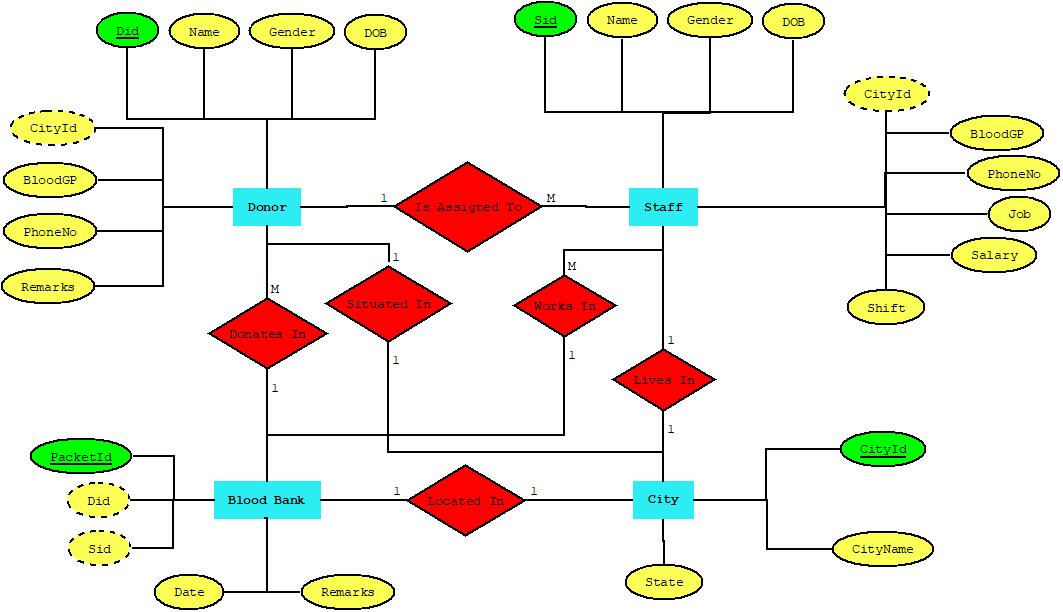 Did
Name
Gender
DOB
Sid
Name
Gender
DOB
CityId
CityId
BloodGP
BloodGP
PhoneNo
PhoneNo
Donor
1
Is Assigned To
M
Staff
Job
Remarks
Salary
Shift
1
M
M
Situated In
Works In
Donates In
1
1
1
1
Lives In
1
PacketId
CityId
Did
Blood Bank
1
Located In
1
City
Sid
CityName
Date
Remarks
State